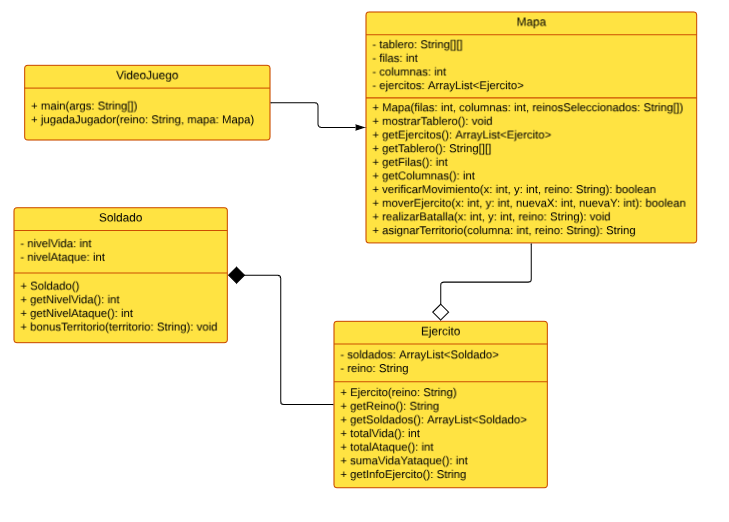 VideoJuego
+ main(args: String[])
+ jugadaJugador(reino: String, mapa: Mapa)
Mapa
- tablero: String[][]
- filas: int
- columnas: int
- ejercitos: ArrayList<Ejercito>
+ Mapa(filas: int, columnas: int, reinosSeleccionados: String[])
+ mostrarTablero(): void
+ getEjercitos(): ArrayList<Ejercito>
+ getTablero(): String[][]
+ getFilas(): int
+ getColumnas(): int
+ verificarMovimiento(x: int, y: int, reino: String): boolean
+ moverEjercito(x: int, y: int, nuevaX: int, nuevaY: int): boolean
+ realizarBatalla(x: int, y: int, reino: String): void
+ asignarTerritorio(columna: int, reino: String): String
Soldado
- nivelVida: int
- nivelAtaque: int
+ Soldado()
+ getNivelVida(): int
+ getNivelAtaque(): int
+ bonusTerritorio(territorio: String): void
Ejercito
- soldados: ArrayList<Soldado>
- reino: String
+ Ejercito(reino: String)
+ getReino(): String
+ getSoldados(): ArrayList<Soldado>
+ totalVida(): int
+ totalAtaque(): int
+ sumaVidaYataque(): int
+ getInfoEjercito(): String